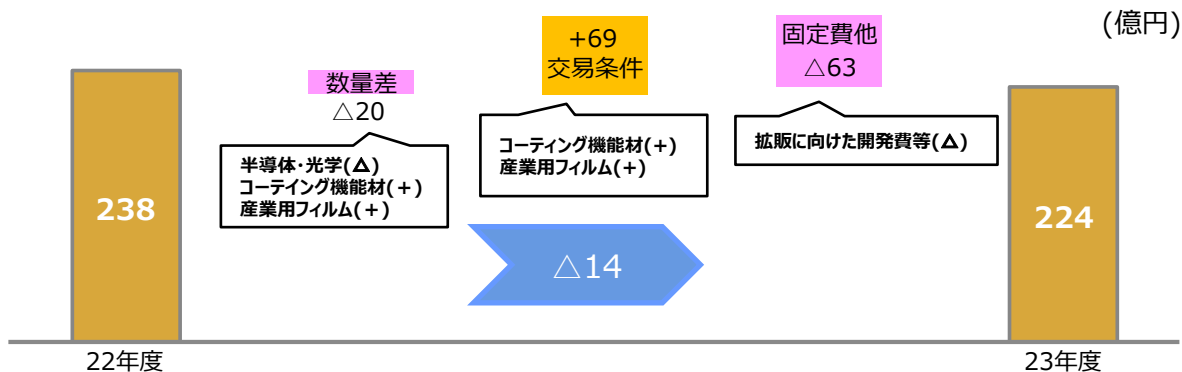 (億円)
238
22年度
数量差
△20
半導体・光学(△)
コーテイング機能材(+)
産業用フィルム(+)
+69
交易条件
コーティング機能材(+)
産業用フィルム(+)
固定費他
△63
拡販に向けた開発費等(△)
△14
224
23年度